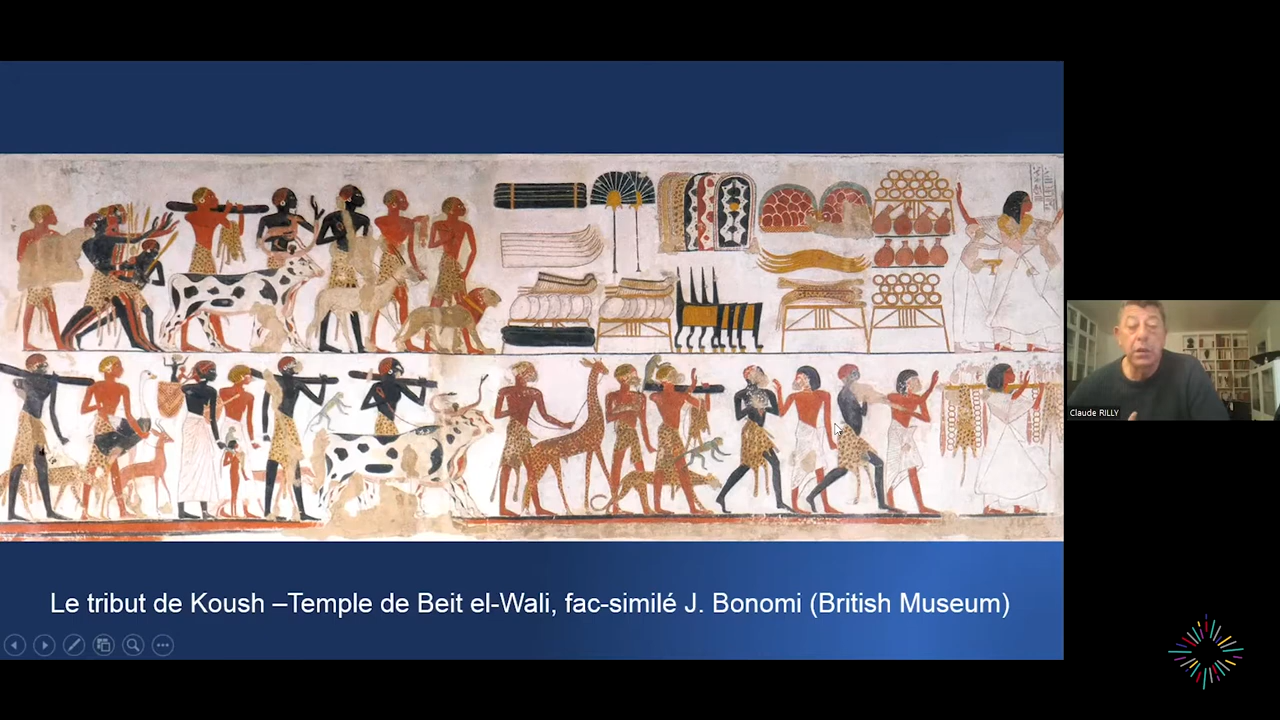 Le tribut de Koush –Temple de Beit el-Wali, fac-similé J. Bonomi (British Museum)
Claude RILLY